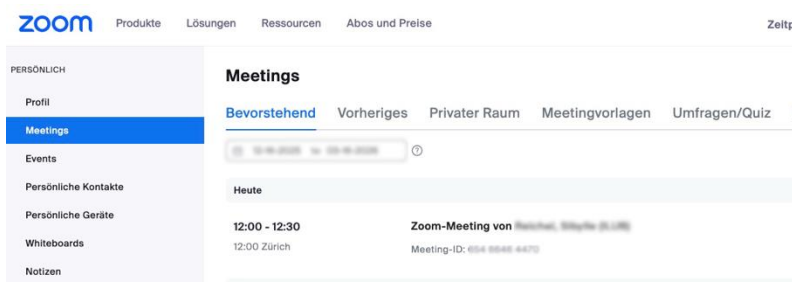 zoom Produkte Lösungen Ressourcen Abos und Preise Zeitp
PERSÖNLICH
Profil
Meetings
Events
Persönliche Kontakte
Persönliche Geräte
Whiteboards
Notizen
Meetings
Bevorstehend Vorheriges Privater Raum Meetingvorlagen Umfragen/Quiz
Heute
12:00 - 12:30
12:00 Zürich
Zoom-Meeting von
Meeting-ID: